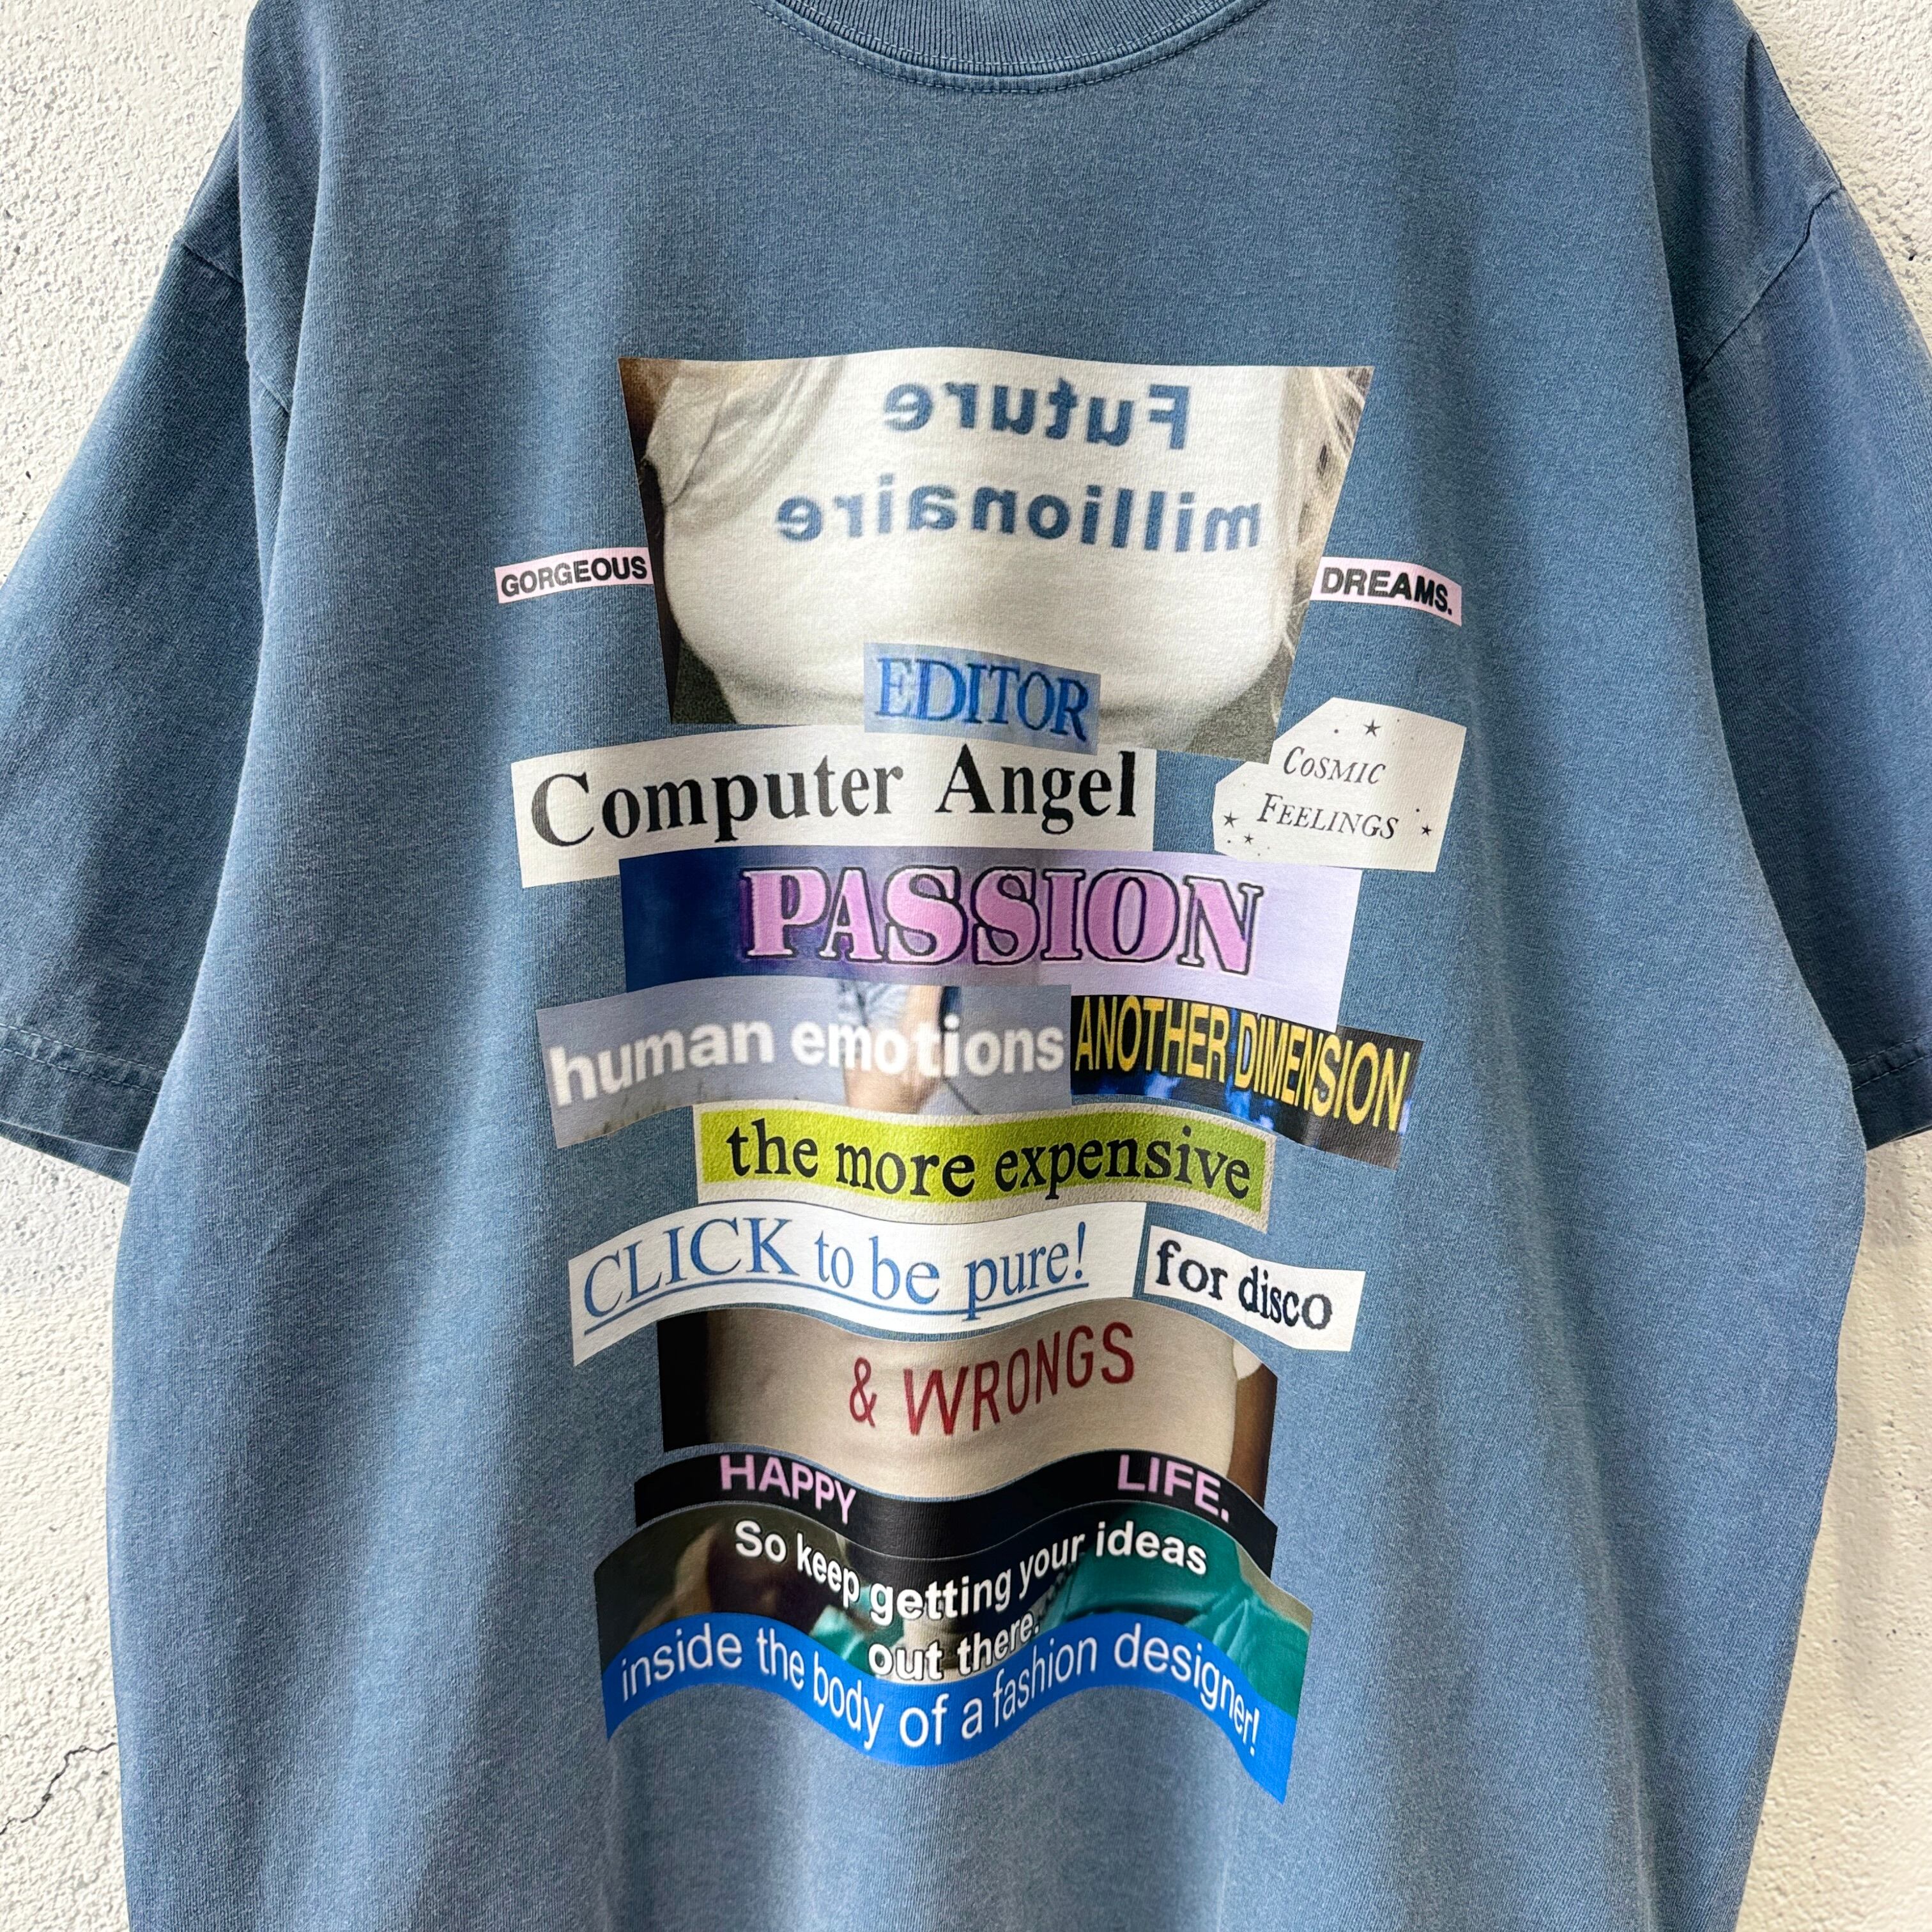 Future
millionaire
GORGEOUS
DREAMS.
EDITOR
Computer Angel
COSMIC
FEELINGS
PASSION
human emotions
ANOTHER DIMENSION
the more expensive
CLICK to be pure!
for disco
& WRONGS
HAPPY LIFE.
So keep getting your ideas
out there.
inside the body of a fashion designer!